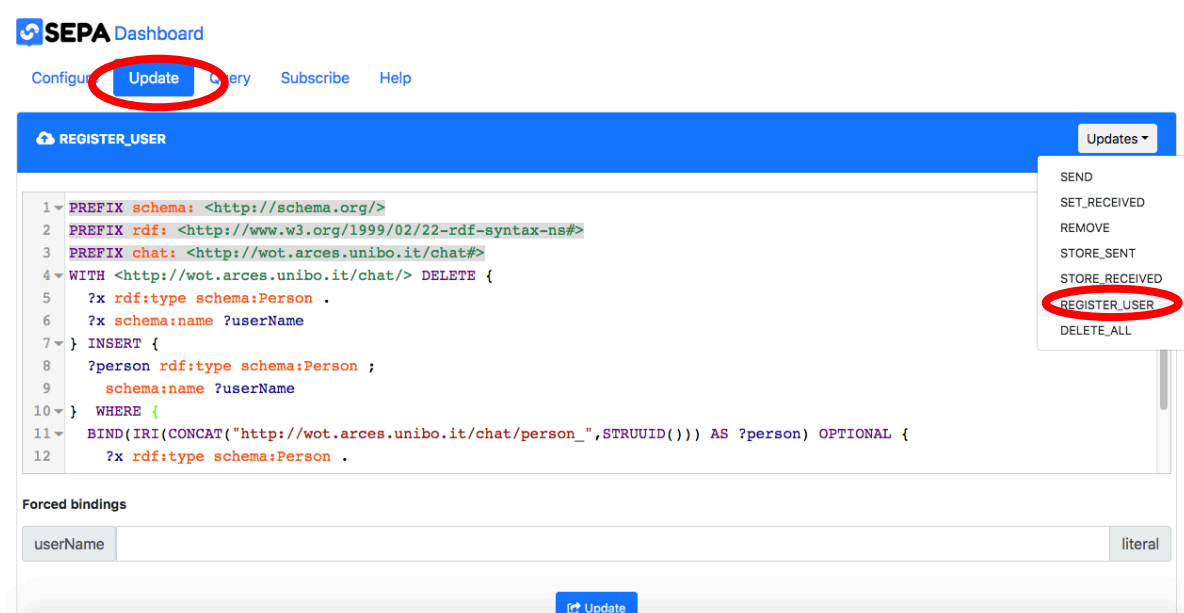 SEPA Dashboard
Configure Update Query Subscribe Help
REGISTER_USER
Updates
SEND
SET_RECEIVED
REMOVE
STORE_SENT
STORE_RECEIVED
REGISTER_USER
DELETE_ALL
1 PREFIX schema: <http://schema.org/>
2 PREFIX rdf: <http://www.w3.org/1999/02/22-rdf-syntax-ns#>
3 PREFIX chat: <http://wot.arces.unibo.it/chat#>
4 WITH <http://wot.arces.unibo.it/chat/> DELETE {
5 ?x rdf:type schema:Person .
6 ?x schema:name ?userName
7 } INSERT {
8 ?person rdf:type schema:Person ;
9 schema:name ?userName
10 } WHERE {
11 BIND(IRI(CONCAT("http://wot.arces.unibo.it/chat/person_",STRUUID())) AS ?person) OPTIONAL {
12 ?x rdf:type schema:Person .
Forced bindings
userName literal
Update